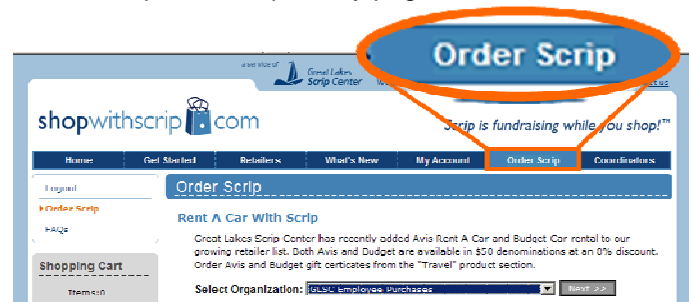 Order Scrip
a service of
Great Lakes
Scrip Center
shopwithscrip.com
Scrip is fundraising while you shop!™
Home Get Started Retailers What's New My Account Order Scrip Coordinators
Logout
Order Scrip
Order Scrip
FAQs
Rent A Car With Scrip
Great Lakes Scrip Center has recently added Avis Rent A Car and Budget Car rental to our
growing retailer list. Both Avis and Budget are available in $50 denominations at an 8% discount.
Order Avis and Budget gift certicates from the "Travel" product section.
Shopping Cart
Items:0
Select Organization: GLSC Employee Purchases Next >>